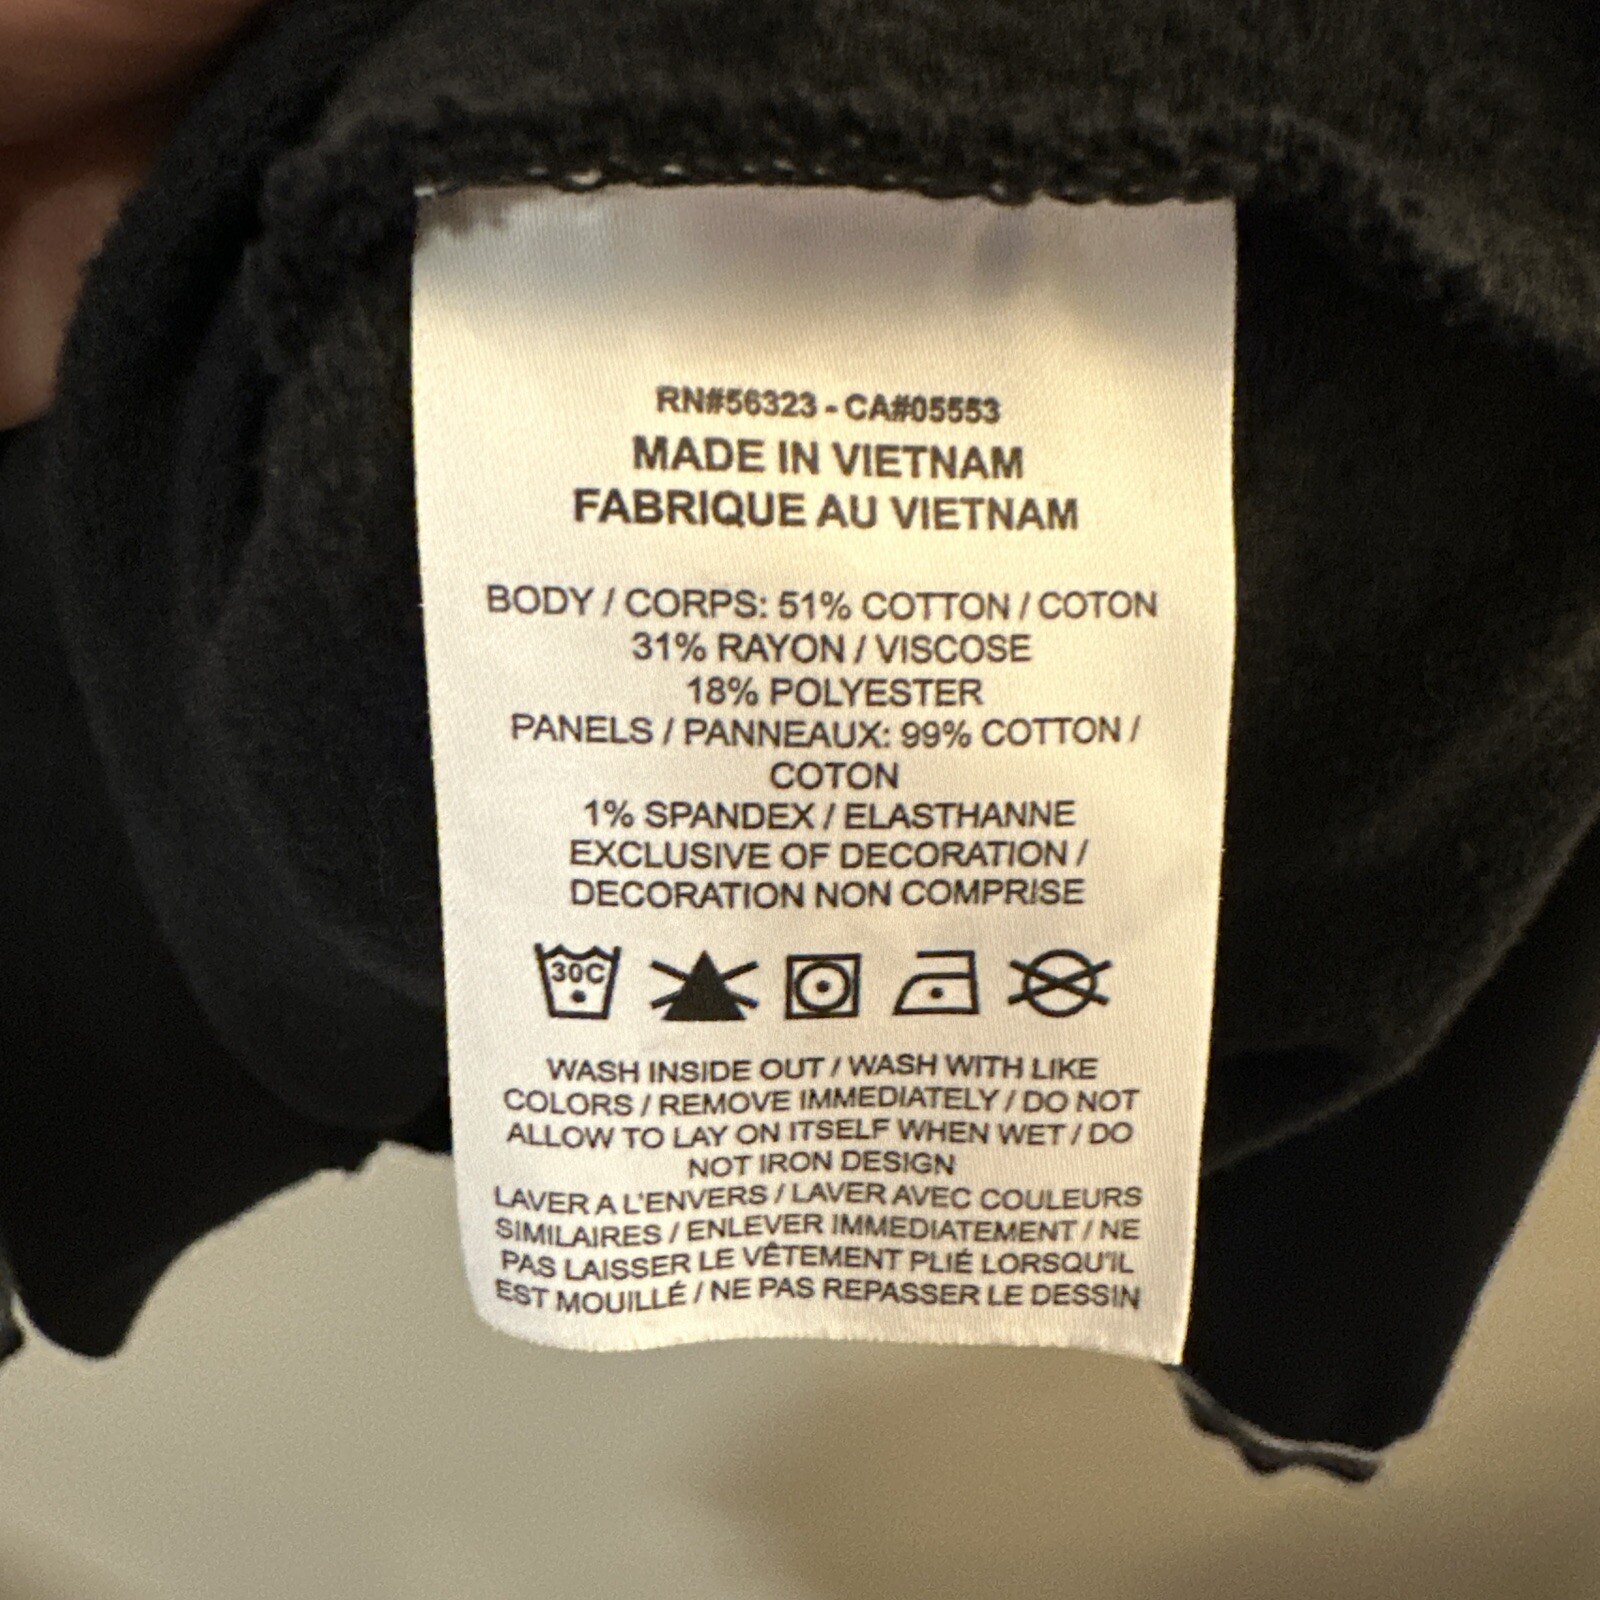 RN#56323 - CA#05553
MADE IN VIETNAM
FABRIQUE AU VIETNAM
BODY / CORPS: 51% COTTON / COTON
31% RAYON / VISCOSE
18% POLYESTER
PANELS / PANNEAUX: 99% COTTON /
COTON
1% SPANDEX / ELASTHANNE
EXCLUSIVE OF DECORATION /
DECORATION NON COMPRISE
30C
WASH INSIDE OUT / WASH WITH LIKE
COLORS / REMOVE IMMEDIATELY / DO NOT
ALLOW TO LAY ON ITSELF WHEN WET / DO
NOT IRON DESIGN
LAVER A L'ENVERS / LAVER AVEC COULEURS
SIMILAIRES / ENLEVER IMMEDIATEMENT / NE
PAS LAISSER LE VÊTEMENT PLIÉ LORSQU'IL
EST MOUILLÉ / NE PAS REPASSER LE DESSIN